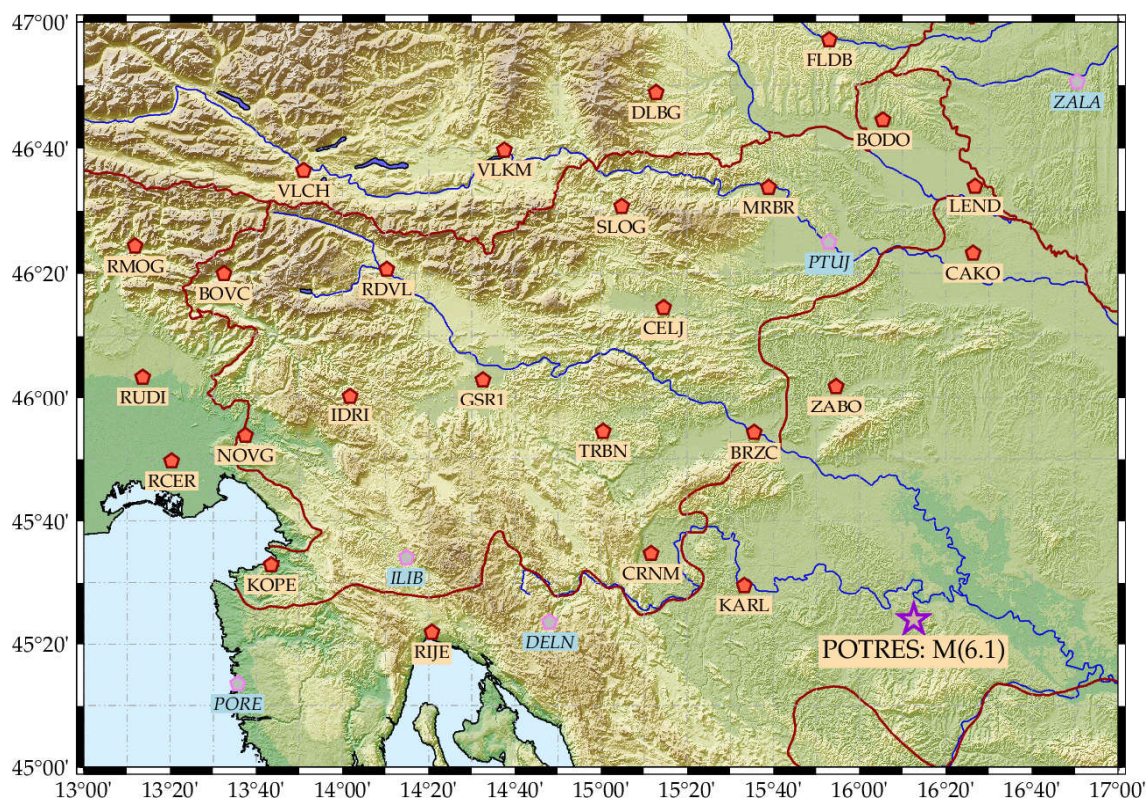 47°00'
FLDB
ZALA
DLBG
BODO
46°40'
VLKM
VLCH
MRBR
LEND
SLOG
RMOG
PTUJ
CAKO
46°20'
BOVC
RDVL
CELJ
RUDI
46°00'
IDRI
GSR1
ZABO
NOVG
TRBN
BRZC
RCER
45°40'
KOPE
ILIB
CRNM
KARL
45°20'
RIJE
DELN
POTRES: M(6.1)
PORE
45°00'
13°00' 13°20' 13°40' 14°00' 14°20' 14°40' 15°00' 15°20' 15°40' 16°00' 16°20' 16°40' 17°00'